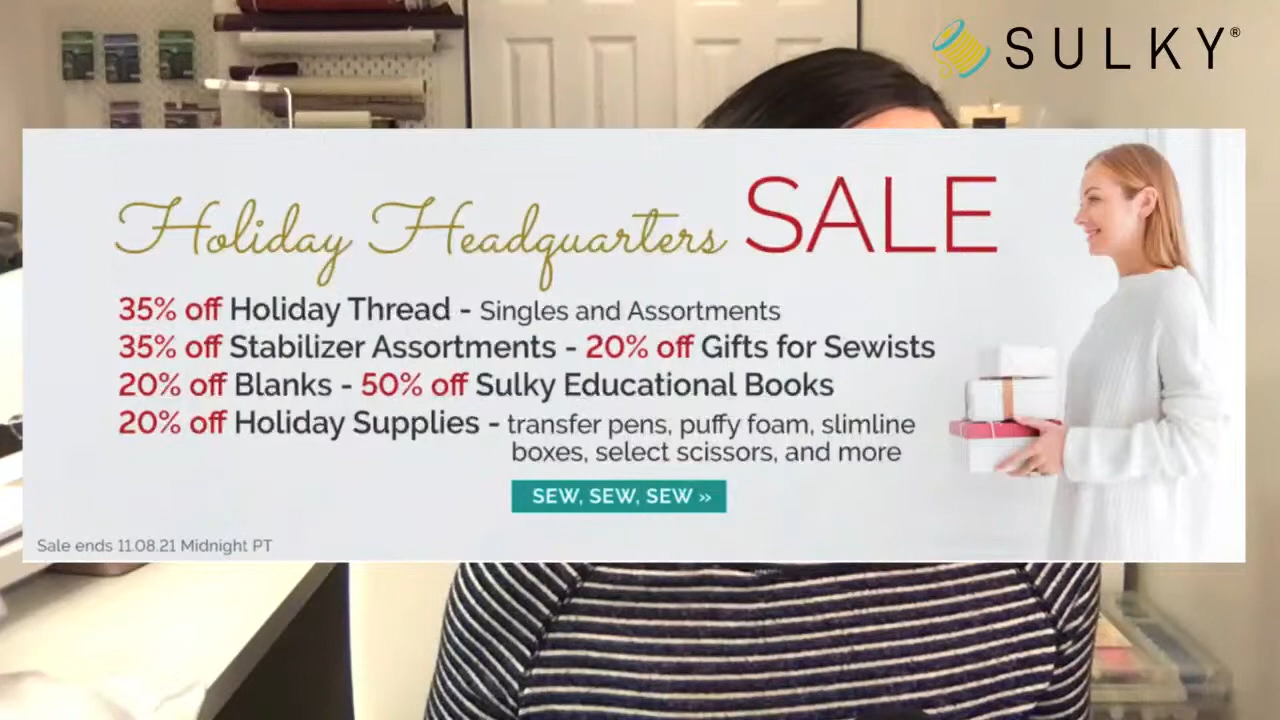 SULKY®
Holiday Headquarters SALE
35% off Holiday Thread - Singles and Assortments
35% off Stabilizer Assortments - 20% off Gifts for Sewists
20% off Blanks - 50% off Sulky Educational Books
20% off Holiday Supplies - transfer pens, puffy foam, slimline
boxes, select scissors, and more
SEW, SEW, SEW »
Sale ends 11.08.21 Midnight PT